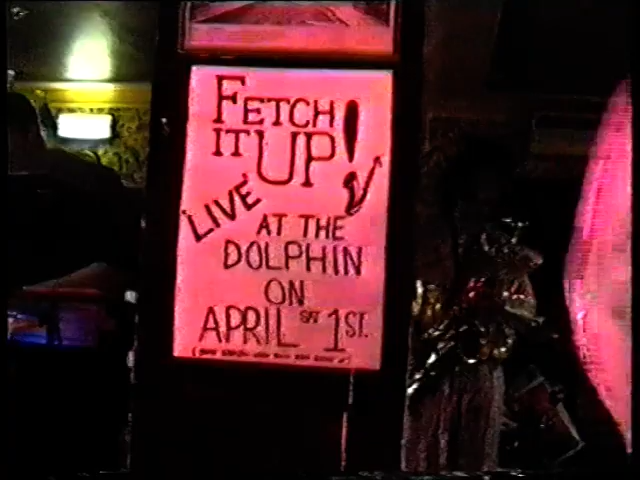 FETCH
IT UP!
LIVE
AT THE
DOLPHIN
ON
APRIL SAT 1ST.